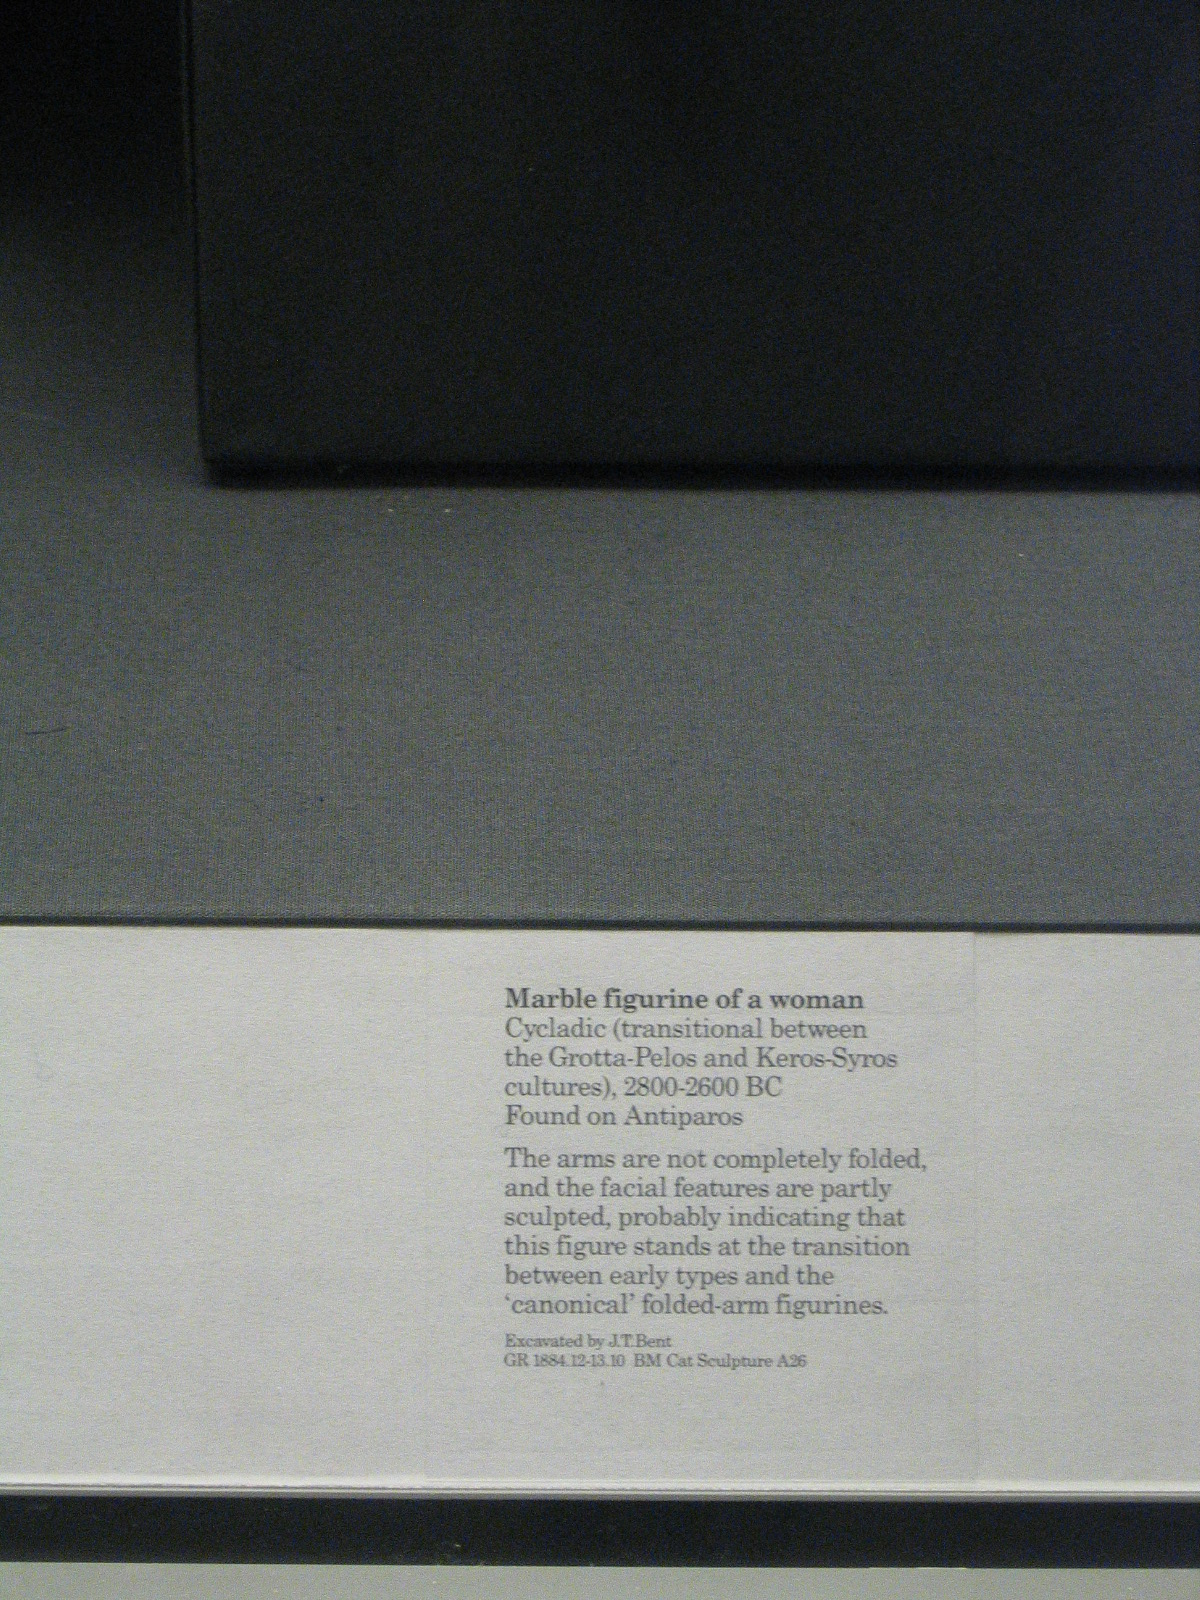 Marble figurine of a woman
Cycladic (transitional between
the Grotta-Pelos and Keros-Syros
cultures), 2800-2600 BC
Found on Antiparos
The arms are not completely folded,
and the facial features are partly
sculpted, probably indicating that
this figure stands at the transition
between early types and the
‘canonical’ folded-arm figurines.
Excavated by J.T.Bent
GR 1884.12-13.10 BM Cat Sculpture A26